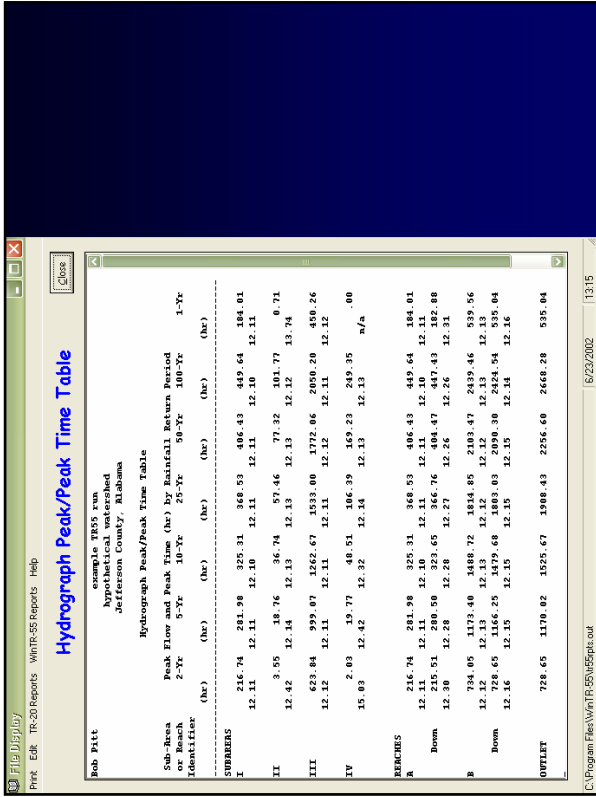 File Display
Print Edit TR-20 Reports WinTR-55 Reports Help
Hydrograph Peak/Peak Time Table
Close
Bob Pitt example TR55 run
hypothetical watershed
Jefferson County, Alabama
Hydrograph Peak/Peak Time Table
Sub-Area Peak Flow and Peak Time (hr) by Rainfall Return Period
or Reach 2-Yr 5-Yr 10-Yr 25-Yr 50-Yr 100-Yr 1-Yr
Identifier (hr) (hr) (hr) (hr) (hr) (hr) (hr)
SUBAREAS
I 216.74 281.98 325.31 368.53 406.43 449.64 184.01
12.11 12.11 12.10 12.11 12.11 12.10 12.11
II 3.55 18.76 36.74 57.46 77.32 101.77 0.71
12.42 12.14 12.13 12.13 12.13 12.12 13.74
III 623.84 999.07 1262.67 1533.00 1772.06 2050.20 450.26
12.12 12.11 12.11 12.11 12.12 12.12 12.12
IV 2.03 19.77 48.51 106.39 169.23 249.35 .00
15.03 12.42 12.32 12.14 12.13 12.13 n/a
REACHES
A 216.74 281.98 325.31 368.53 406.43 449.64 184.01
12.11 12.11 12.10 12.11 12.11 12.10 12.11
Down 215.51 280.50 323.65 366.76 404.47 447.43 182.88
12.30 12.28 12.28 12.27 12.26 12.26 12.31
B 734.05 1173.40 1488.72 1814.85 2103.47 2439.46 539.56
12.12 12.13 12.13 12.12 12.12 12.13 12.13
Down 728.65 1166.25 1479.68 1803.03 2090.30 2424.54 535.04
12.16 12.15 12.15 12.15 12.15 12.14 12.16
OUTLET 728.65 1170.02 1525.67 1908.43 2256.60 2668.28 535.04
C:\Program Files\WinTR-55\tr55rpts.out 6/23/2002 13:15